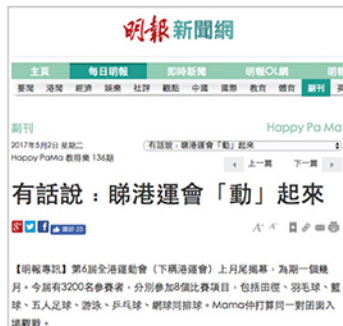 明報新聞網
主頁 每日明報 即時新聞 明報OL網 明
要聞 港聞 經濟 娛樂 社評 觀點 中國 國際 教育 體育 副刊 英
副刊 Happy Pa Ma
2017年5月2日 星期二 有話說：睇港運會「動」起來
Happy PaMa 教得樂 136期
上一篇 下一篇
有話說：睇港運會「動」起來
讚好 23 A+ A-
【明報專訊】第6屆全港運動會（下稱港運會）上月尾揭幕，為期一個幾
月。今屆有3200名參賽者，分別參加8個比賽項目，包括田徑、羽毛球、籃
球、五人足球、游泳、乒乓球、網球同排球。Mama仲打算同一對囝囡入
場觀戰。